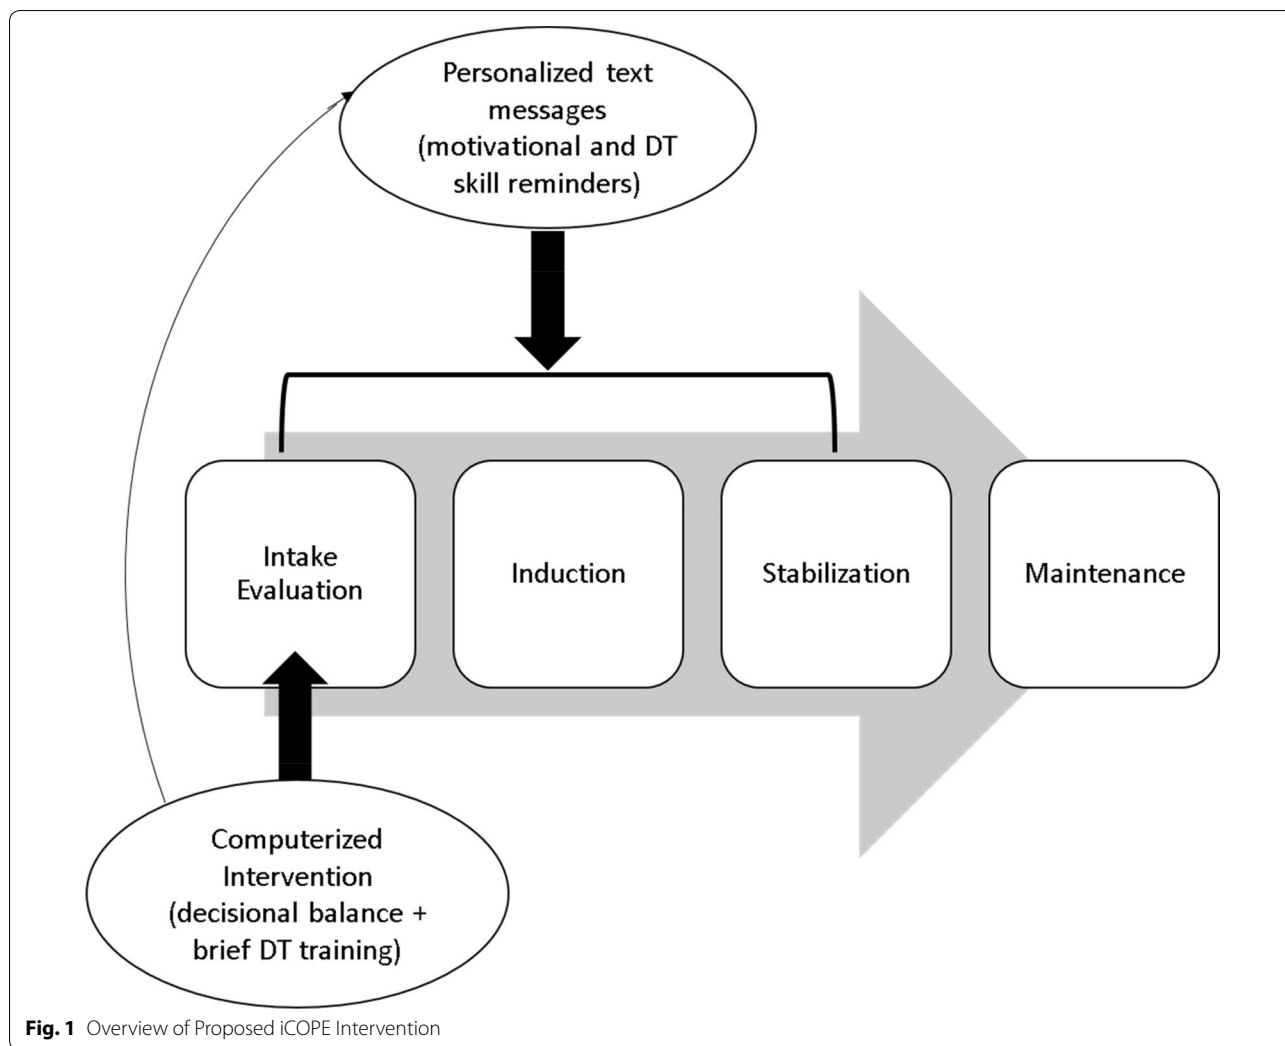 Personalized text
messages
(motivational and DT
skill reminders)
Intake
Evaluation
Induction
Stabilization
Maintenance
Computerized
Intervention
(decisional balance +
brief DT training)
Fig. 1 Overview of Proposed iCOPE Intervention